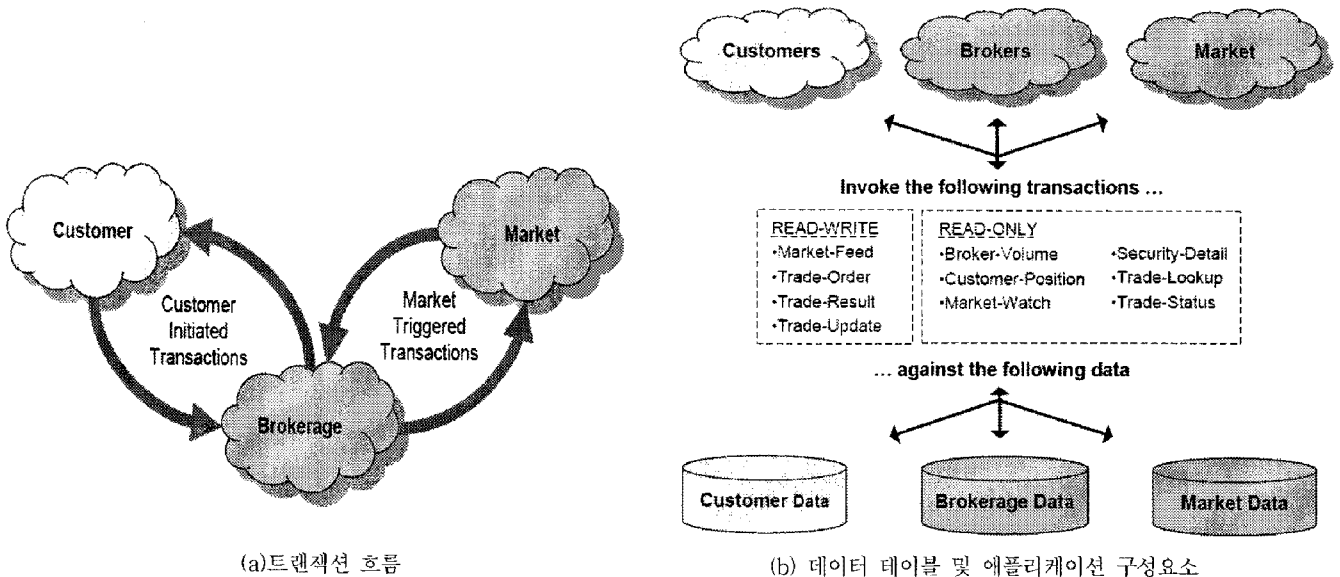 Customer
Market
Customer
Initiated
Transactions
Market
Triggered
Transactions
Brokerage
(a)트랜잭션 흐름
Customers
Brokers
Market
Invoke the following transactions ...
READ-WRITE
•Market-Feed
•Trade-Order
•Trade-Result
•Trade-Update
READ-ONLY
•Broker-Volume
•Customer-Position
•Market-Watch
•Security-Detail
•Trade-Lookup
•Trade-Status
... against the following data
Customer Data
Brokerage Data
Market Data
(b) 데이터 테이블 및 애플리케이션 구성요소